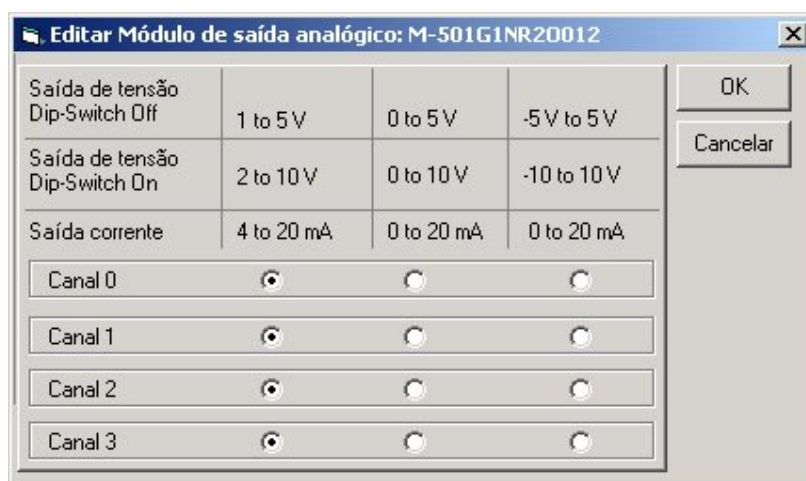 Editar Módulo de saída analógico: M-501G1NR2O012
Saída de tensão
Dip-Switch Off
1 to 5 V
0 to 5 V
-5 V to 5 V
Saída de tensão
Dip-Switch On
2 to 10 V
0 to 10 V
-10 to 10 V
Saída corrente
4 to 20 mA
0 to 20 mA
0 to 20 mA
Canal 0
Canal 1
Canal 2
Canal 3
OK
Cancelar